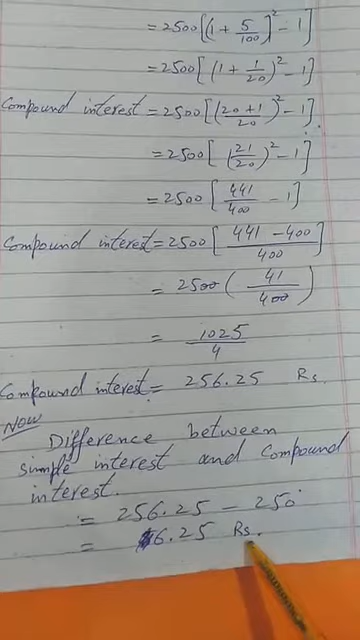 = 2500[(1 + 5/100)² - 1]
= 2500[(1 + 1/20)² - 1]
Compound interest = 2500[(20+1/20)² - 1]
= 2500[(21/20)² - 1]
= 2500[441/400 - 1]
Compound interest = 2500[441 - 400/400]
= 2500(41/400)
= 1025/4
Compound interest = 256.25 Rs.
Now
Difference between
simple interest and compound
interest.
= 256.25 - 250
= 6.25 Rs.